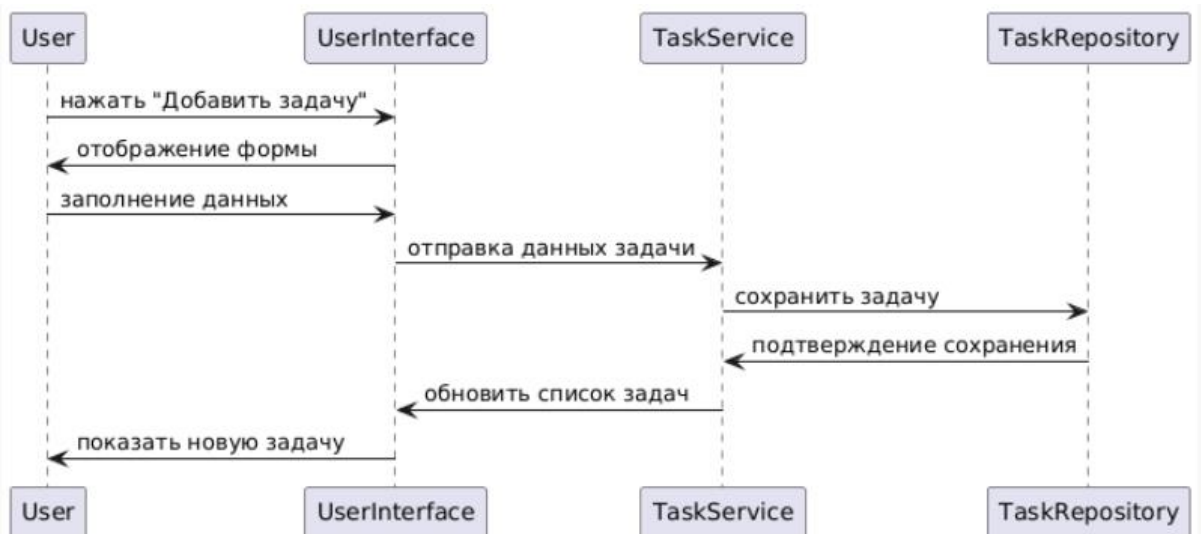 User UserInterface TaskService TaskRepository
нажать "Добавить задачу"
отображение формы
заполнение данных
отправка данных задачи
сохранить задачу
подтверждение сохранения
обновить список задач
показать новую задачу
User UserInterface TaskService TaskRepository